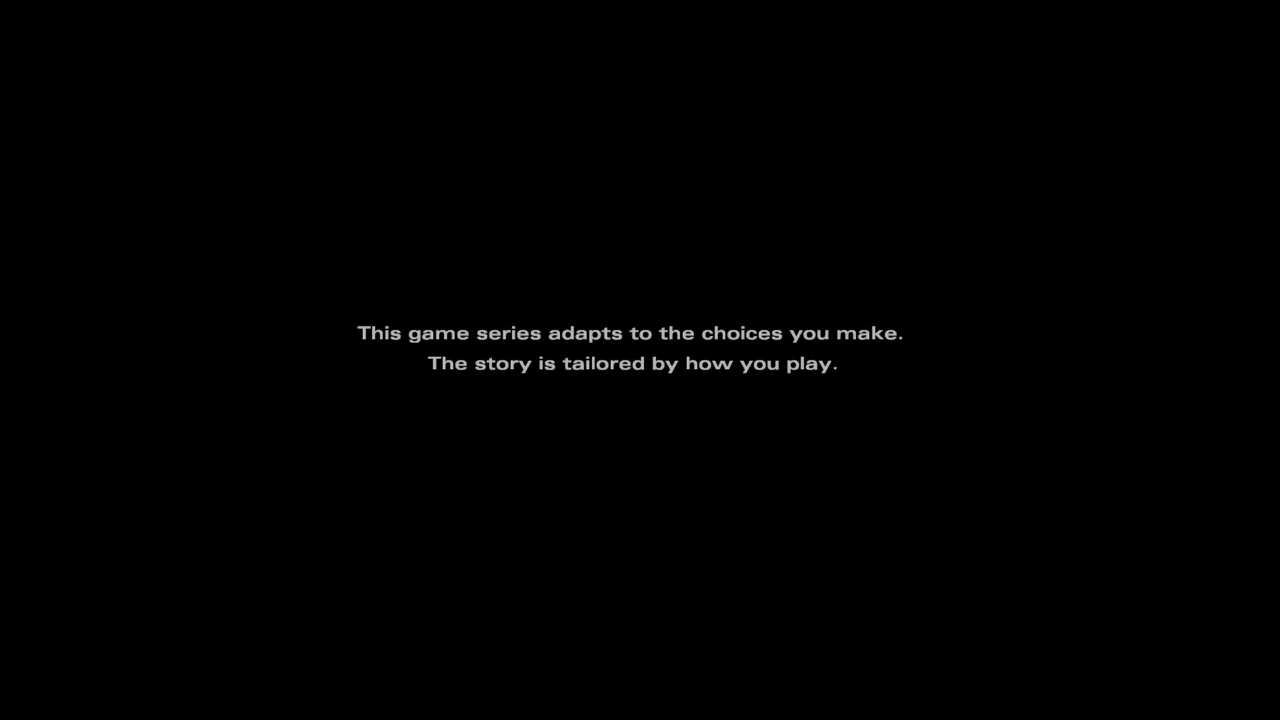 This game series adapts to the choices you make.
The story is tailored by how you play.